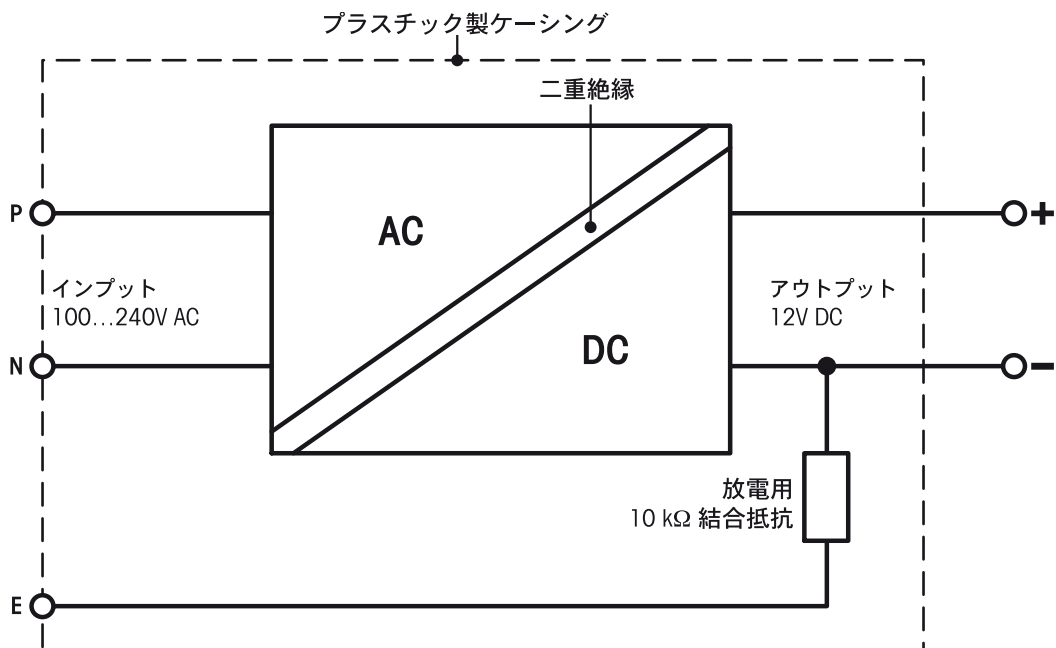 プラスチック製ケーシング
二重絶縁
P
AC
+
インプット
100...240V AC
アウトプット
12V DC
N
DC
−
放電用
10 kΩ 結合抵抗
E